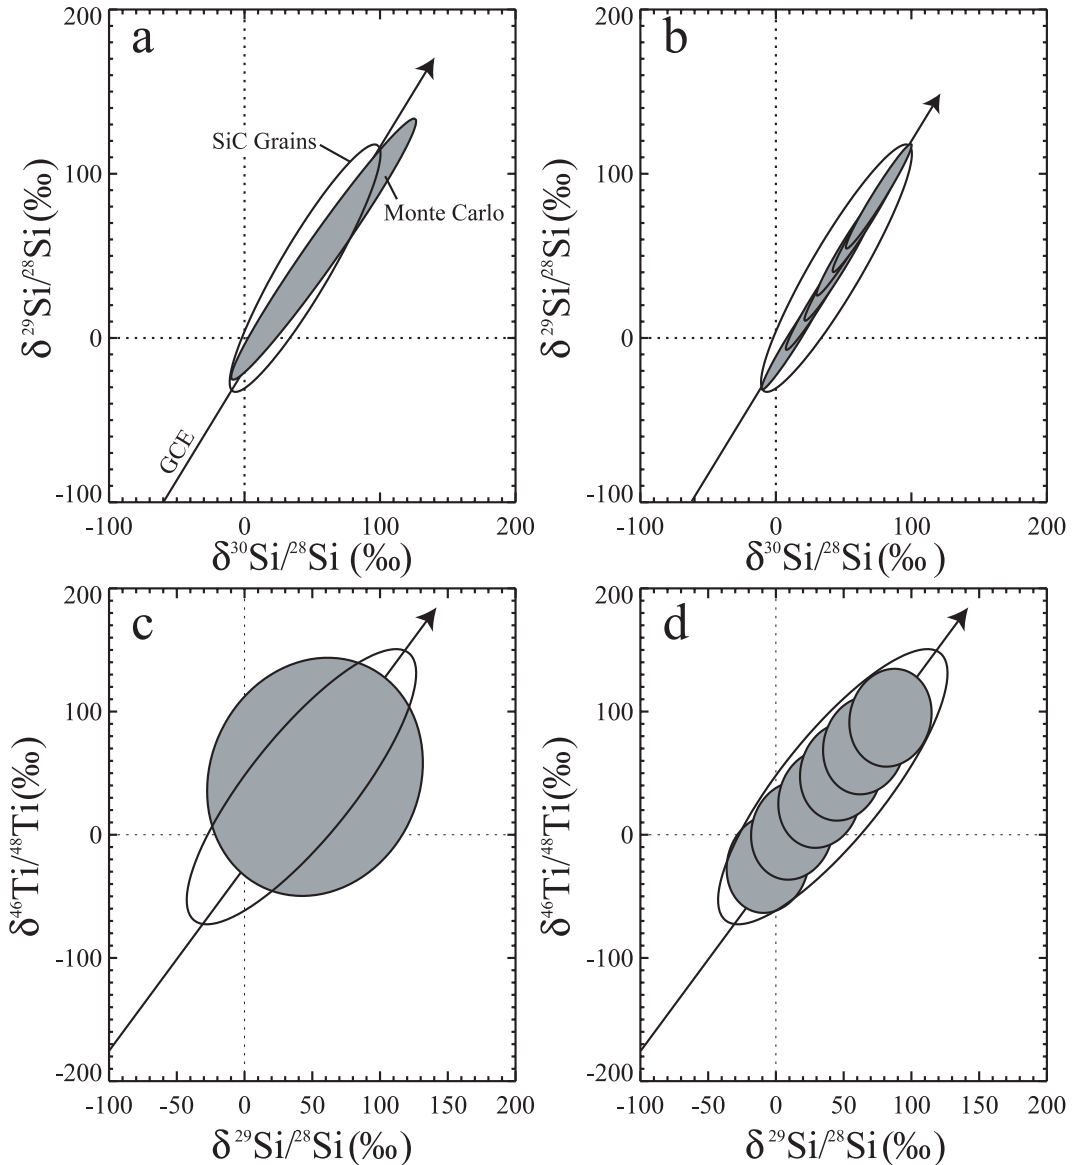 a
200
100
0
-100
δ²⁹Si/²⁸Si(‰)
SiC Grains
Monte Carlo
GCE
-100 0 100 200
δ³⁰Si/²⁸Si (‰)
b
200
100
0
-100
δ²⁹Si/²⁸Si(‰)
-100 0 100 200
δ³⁰Si/²⁸Si(‰)
c
200
100
0
-100
-200
δ⁴⁶Ti/⁴⁸Ti(‰)
-100 -50 0 50 100 150 200
δ²⁹Si/²⁸Si(‰)
d
200
100
0
-100
-200
δ⁴⁶Ti/⁴⁸Ti(‰)
-100 -50 0 50 100 150 200
δ²⁹Si/²⁸Si(‰)